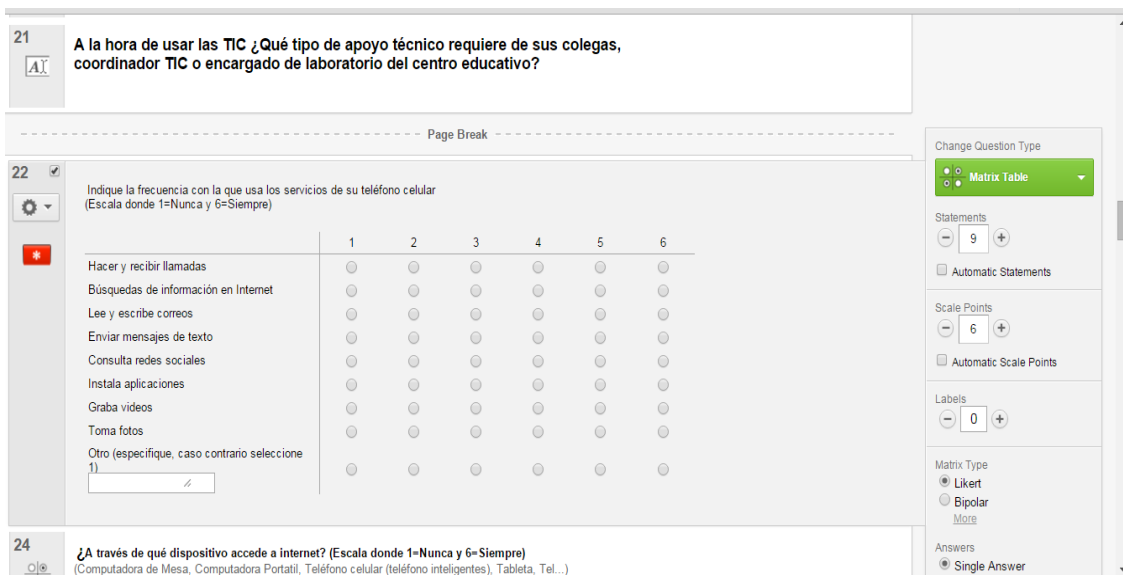 21
A la hora de usar las TIC ¿Qué tipo de apoyo técnico requiere de sus colegas,
coordinador TIC o encargado de laboratorio del centro educativo?
Page Break
22
Indique la frecuencia con la que usa los servicios de su teléfono celular
(Escala donde 1=Nunca y 6=Siempre)
1 2 3 4 5 6
Hacer y recibir llamadas
Búsquedas de información en Internet
Lee y escribe correos
Enviar mensajes de texto
Consulta redes sociales
Instala aplicaciones
Graba videos
Toma fotos
Otro (especifique, caso contrario seleccione
1)
24
¿A través de qué dispositivo accede a internet? (Escala donde 1=Nunca y 6=Siempre)
(Computadora de Mesa, Computadora Portatil, Teléfono celular (teléfono inteligentes), Tableta, Tel...)
Change Question Type
Matrix Table
Statements
9
Automatic Statements
Scale Points
6
Automatic Scale Points
Labels
0
Matrix Type
Likert
Bipolar
More
Answers
Single Answer